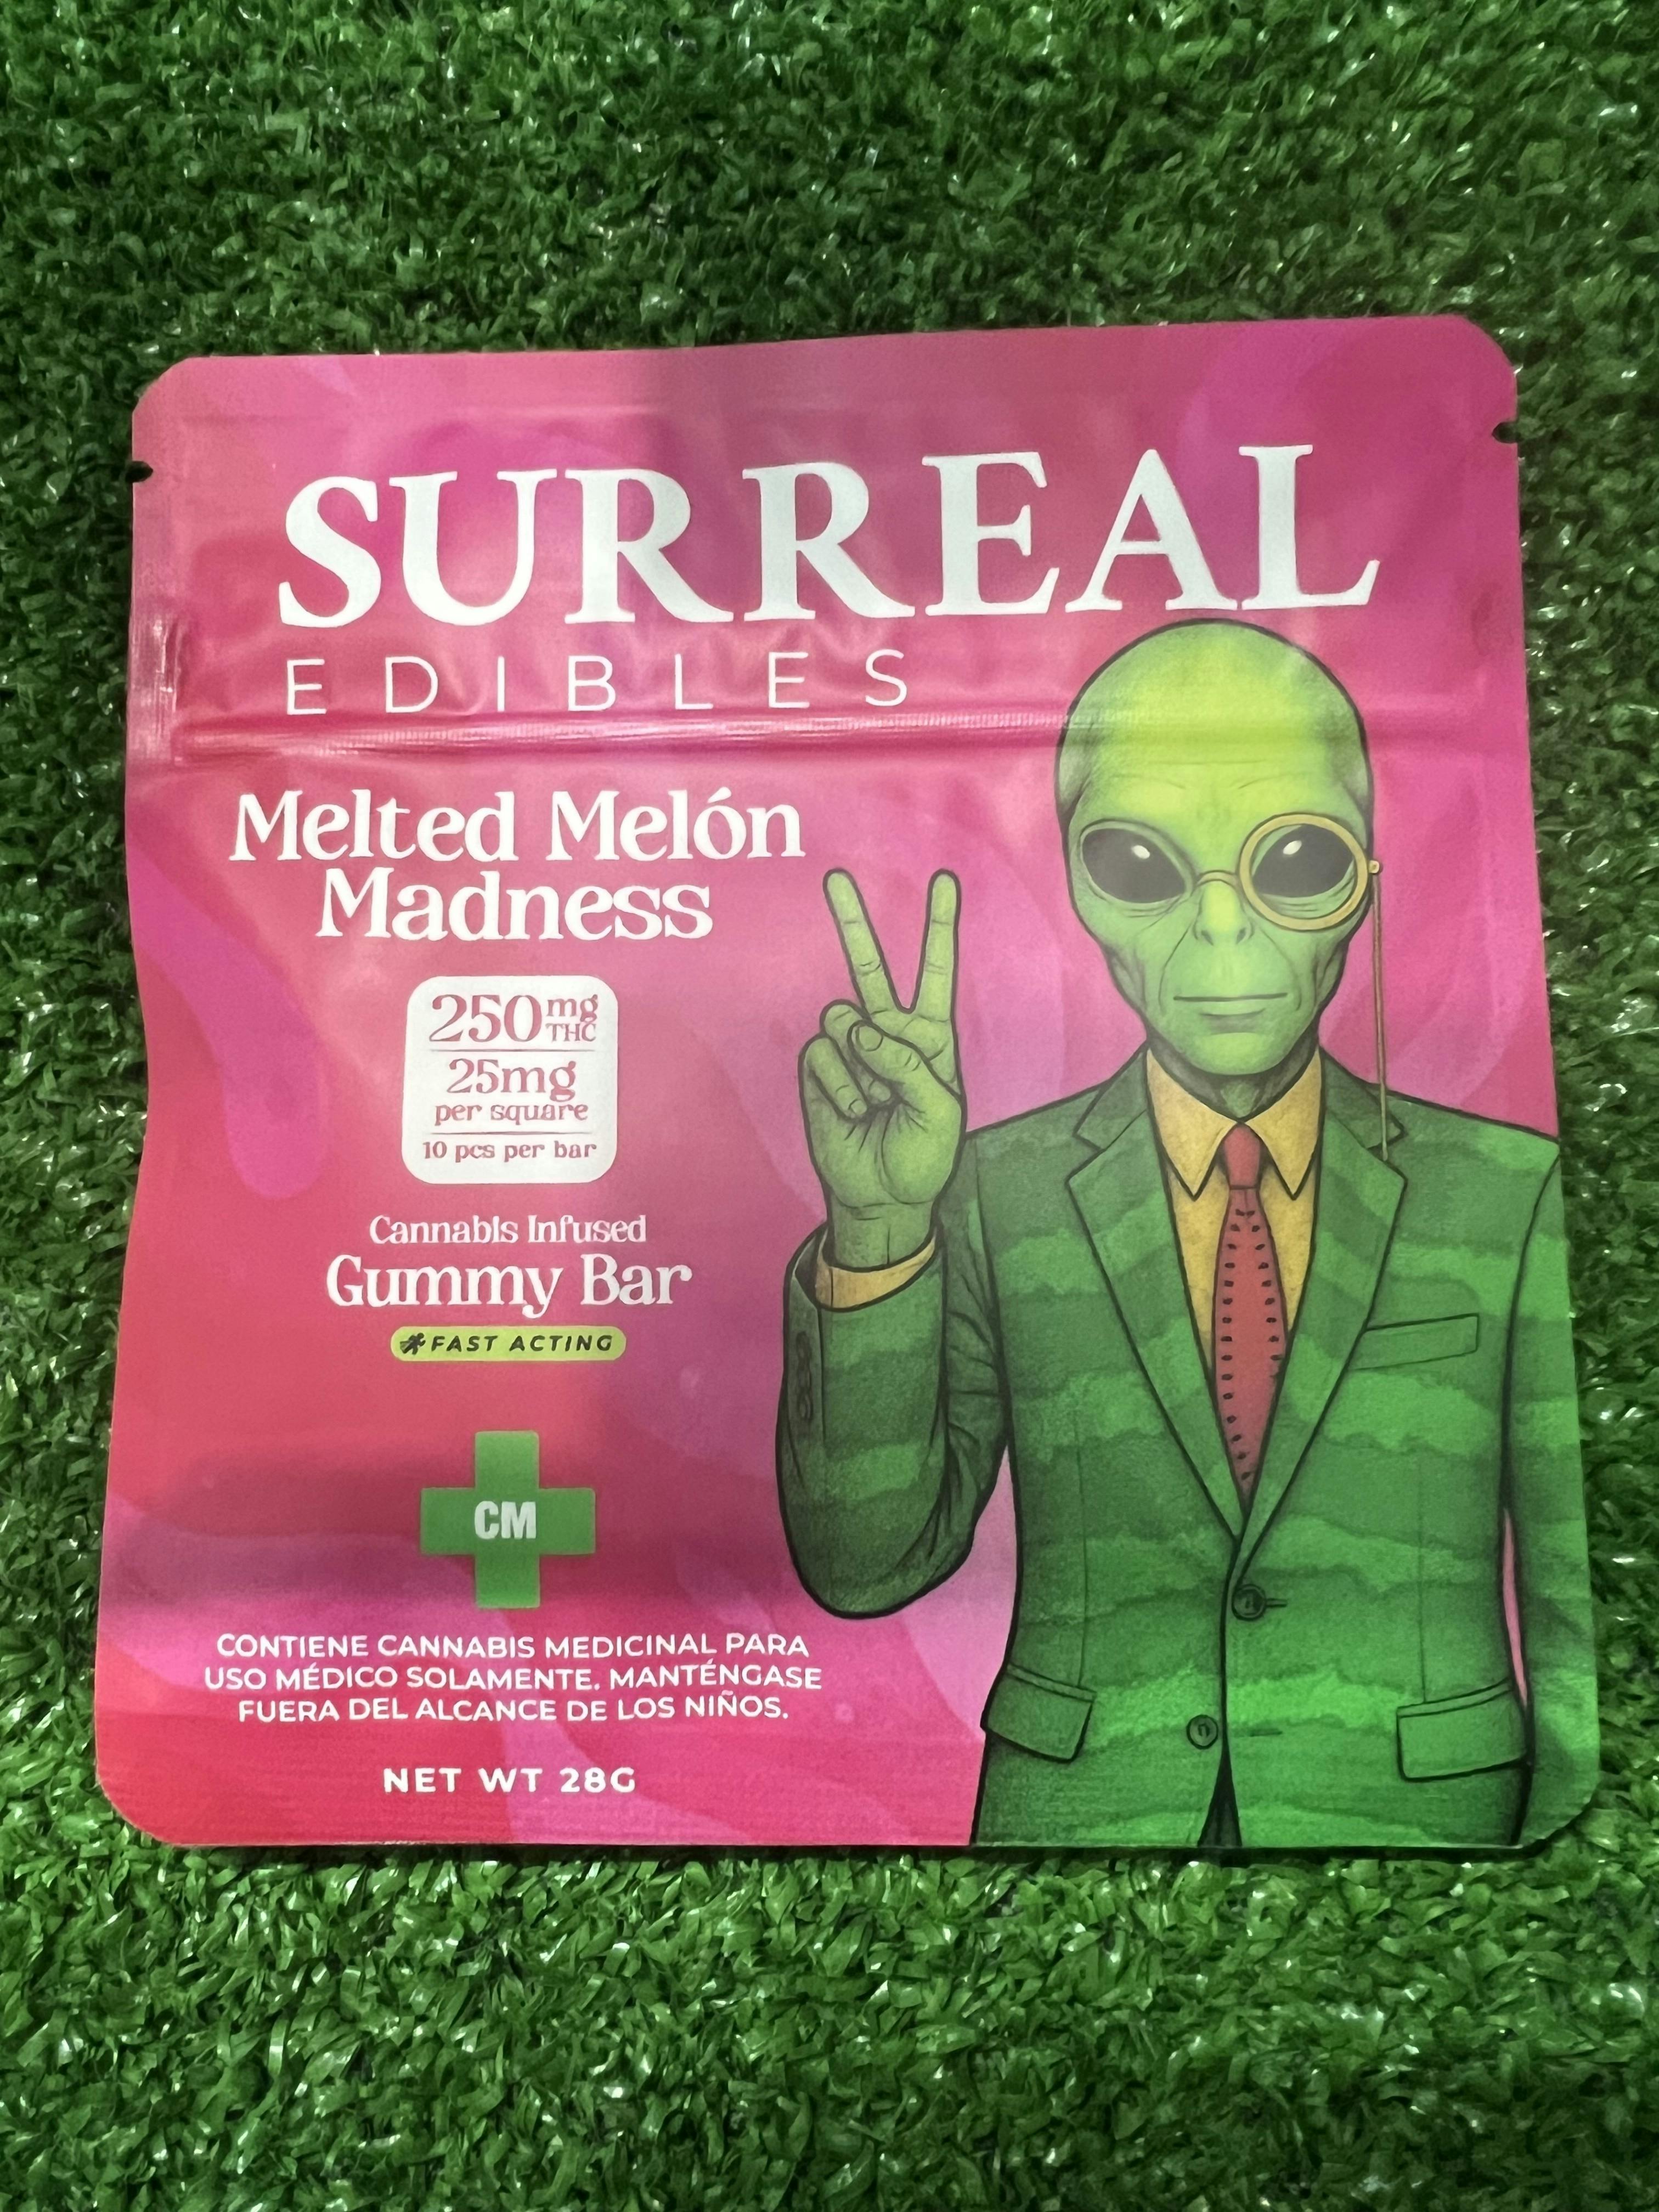 SURREAL
EDIBLES
Melted Melón
Madness
250mg
THC
25mg
per square
10 pcs per bar
Cannabis Infused
Gummy Bar
FAST ACTING
CM
CONTIENE CANNABIS MEDICINAL PARA
USO MÉDICO SOLAMENTE. MANTÉNGASE
FUERA DEL ALCANCE DE LOS NIÑOS.
NET WT 28G